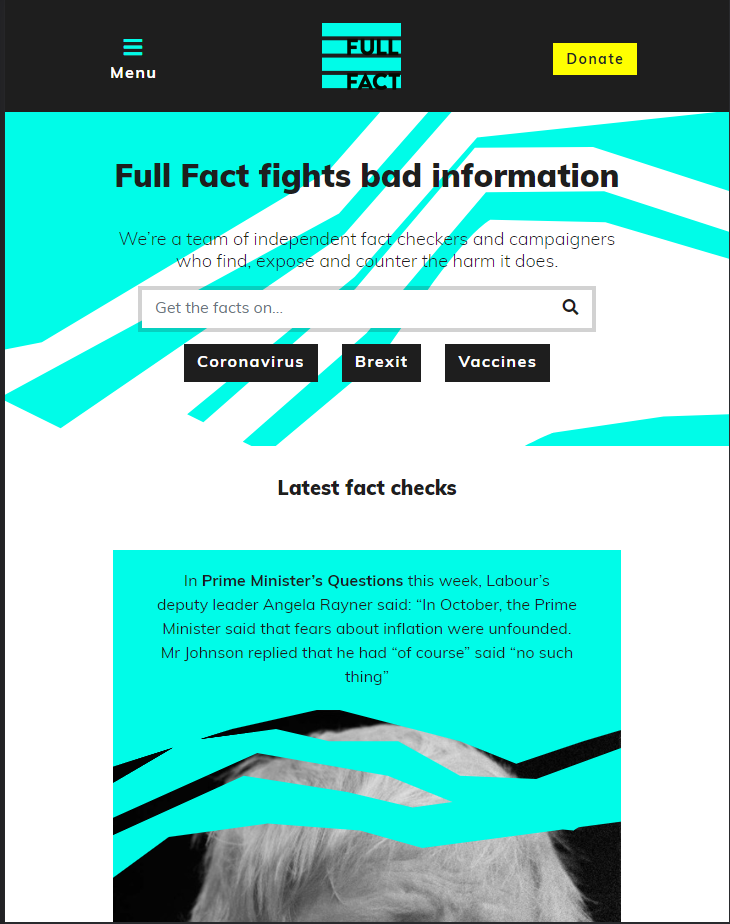 Menu
FULL
FACT
Donate
Full Fact fights bad information
We’re a team of independent fact checkers and campaigners
who find, expose and counter the harm it does.
Get the facts on...
Coronavirus
Brexit
Vaccines
Latest fact checks
In Prime Minister’s Questions this week, Labour’s
deputy leader Angela Rayner said: “In October, the Prime
Minister said that fears about inflation were unfounded.
Mr Johnson replied that he had “of course” said “no such
thing”